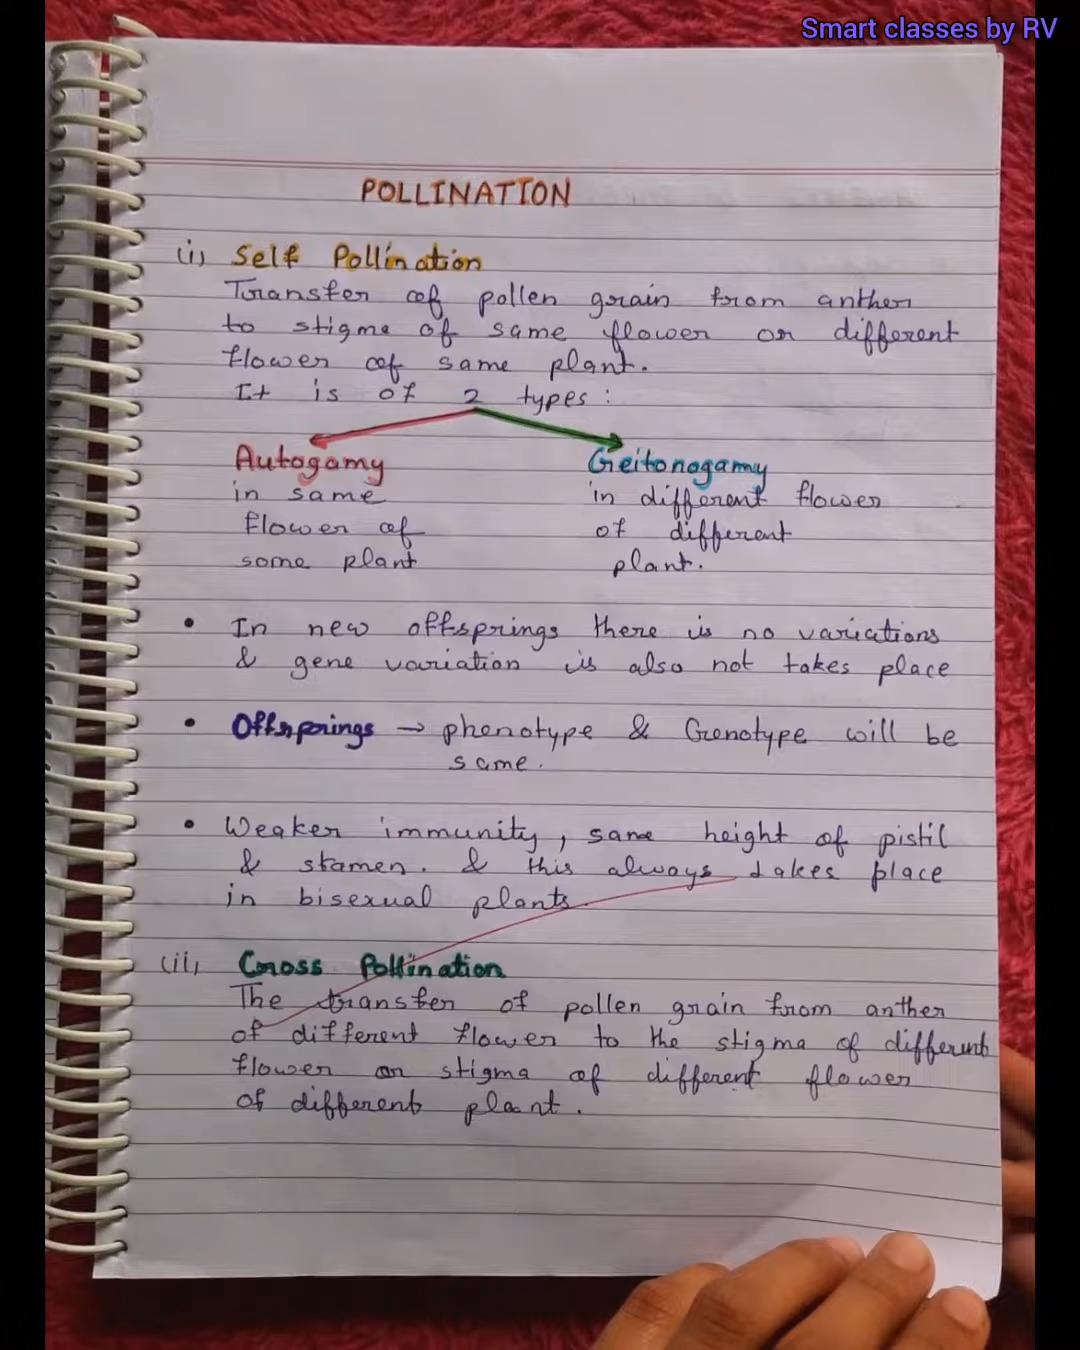 Smart classes by RV
POLLINATION
(i) Self Pollination
Transfer of pollen grain from anther
to stigma of same flower or different
flower of same plant.
It is of 2 types :
Autogamy
in same
flower of
some plant
Geitonogamy
in different flower
of different
plant.
• In new offsprings there is no variations
& gene variation is also not takes place
• Offsprings → phenotype & Genotype will be
same.
• Weaker immunity, same height of pistil
& stamen. & this always takes place
in bisexual plants.
(ii) Cross Pollination
The transfer of pollen grain from anther
of different flower to the stigma of different
flower or stigma of different flower
of different plant.